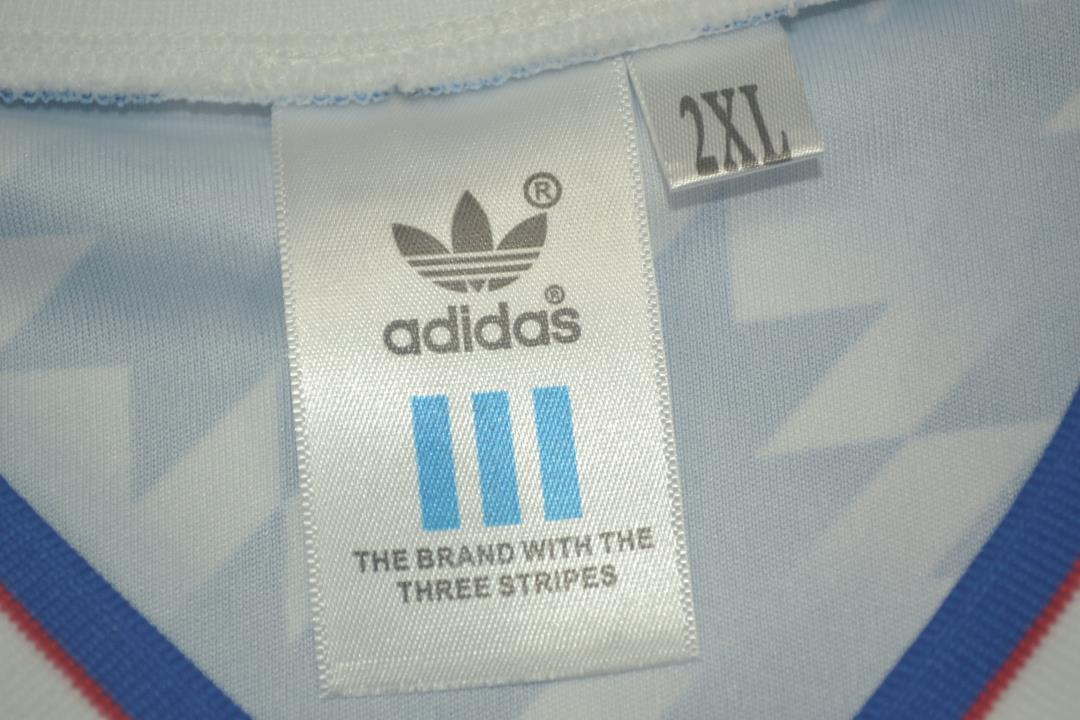 2XL
®
adidas®
THE BRAND WITH THE
THREE STRIPES